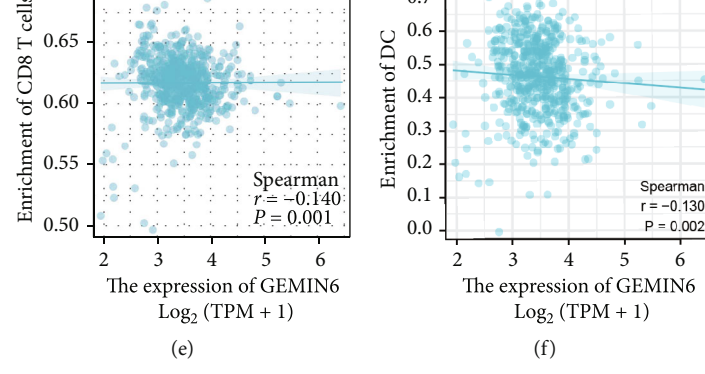 Enrichment of CD8 T cells
0.65
0.60
0.55
0.50
Spearman
r = −0.140
P = 0.001
2 3 4 5 6
The expression of GEMIN6
Log2 (TPM + 1)
(e)
Enrichment of DC
0.7
0.6
0.5
0.4
0.3
0.2
0.1
0.0
Spearman
r = −0.130
P = 0.002
2 3 4 5 6
The expression of GEMIN6
Log2 (TPM + 1)
(f)